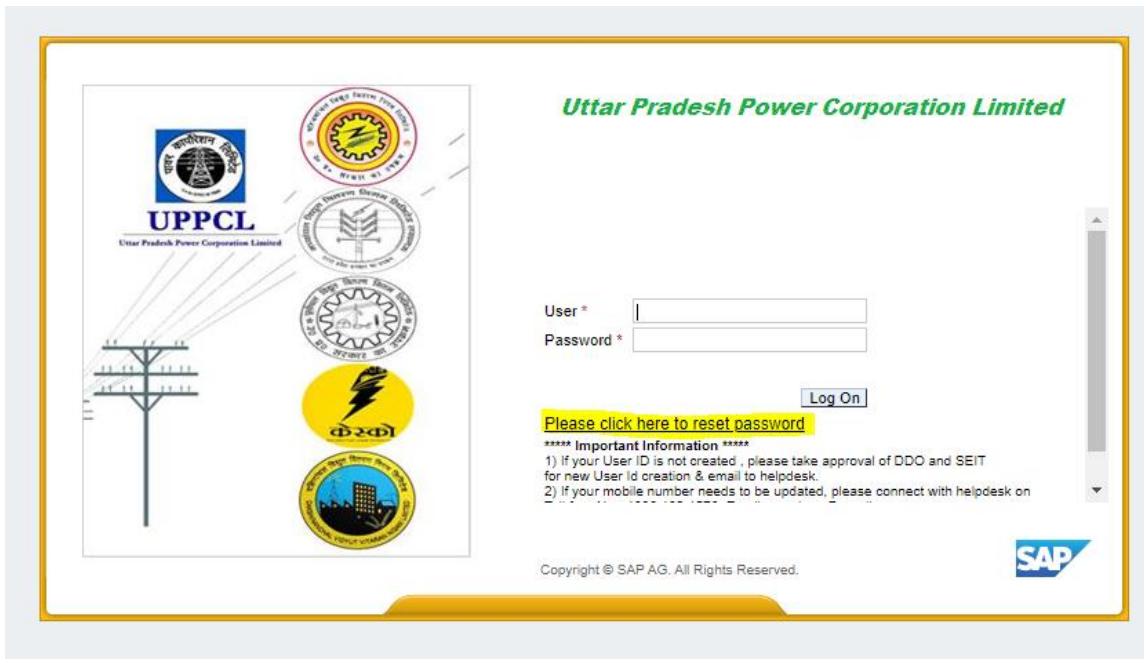 Uttar Pradesh Power Corporation Limited
पावर कार्पोरेशन लिमिटेड
UPPCL
Uttar Pradesh Power Corporation Limited
केस्को
User *
Password *
Log On
Please click here to reset password
***** Important Information *****
1) If your User ID is not created , please take approval of DDO and SEIT
for new User Id creation & email to helpdesk.
2) If your mobile number needs to be updated, please connect with helpdesk on
SAP
Copyright © SAP AG. All Rights Reserved.